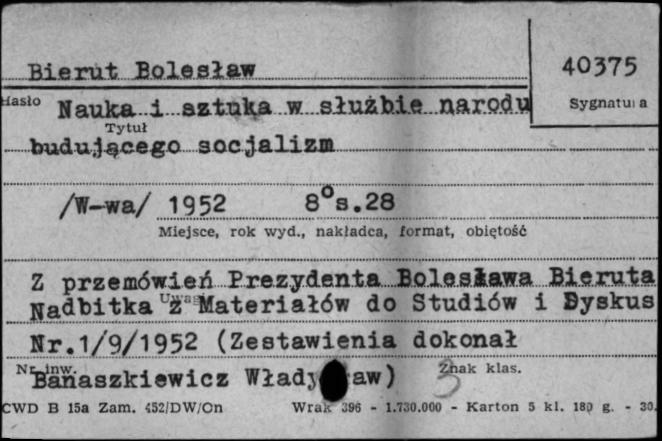 Bierut Bolesław
40375
Hasło
Sygnatura
Nauka i sztuka w służbie narodu
Tytuł
budującego socjalizm
/W-wa/ 1952 8° s.28
Miejsce, rok wyd., nakładca, format, objętość
Z przemówień Prezydenta Bolesława Bieruta
Uwagi
Nadbitka z Materiałów do Studiów i Dyskus
Nr.1/9/1952 (Zestawienia dokonał
Nr inw.
Znak klas.
Banaszkiewicz Włady aw)
3
CWD B 15a Zam. 452/DW/On Wrak 396 - 1.730.000 - Karton 5 kl. 180 g. - 30.